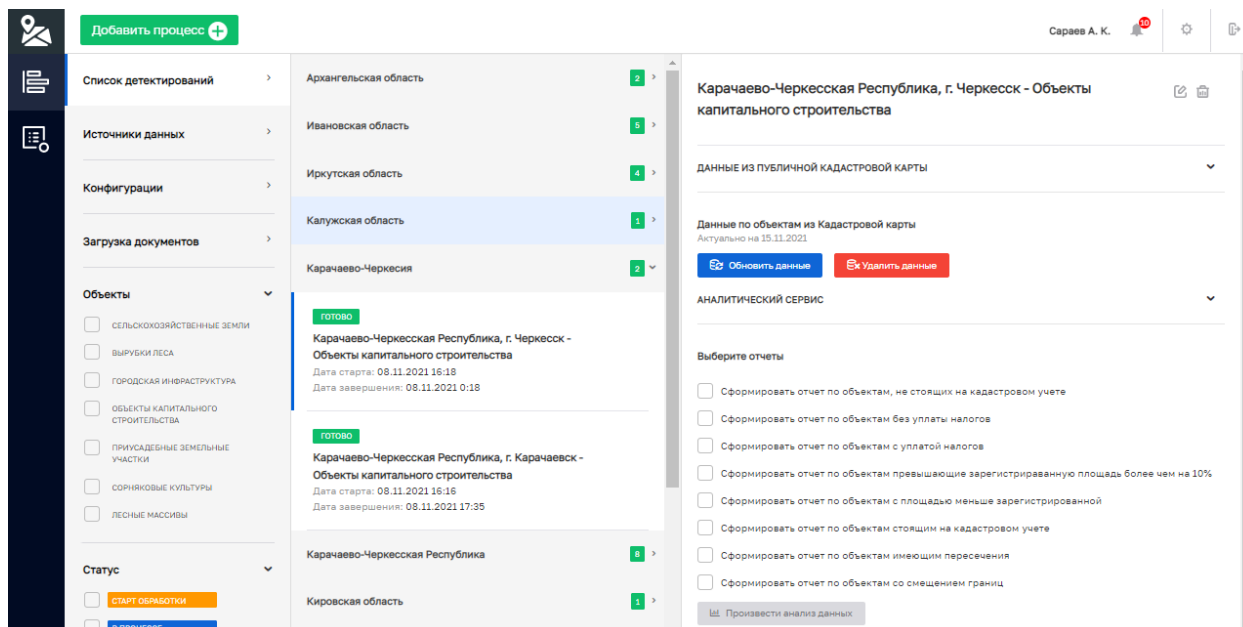 Добавить процесс
Сараев А. К.
10
Список детектирований
Источники данных
Конфигурации
Загрузка документов
Объекты
СЕЛЬСКОХОЗЯЙСТВЕННЫЕ ЗЕМЛИ
ВЫРУБКИ ЛЕСА
ГОРОДСКАЯ ИНФРАСТРУКТУРА
ОБЪЕКТЫ КАПИТАЛЬНОГО
СТРОИТЕЛЬСТВА
ПРИУСАДЕБНЫЕ ЗЕМЕЛЬНЫЕ
УЧАСТКИ
СОРНЯКОВЫЕ КУЛЬТУРЫ
ЛЕСНЫЕ МАССИВЫ
Статус
СТАРТ ОБРАБОТКИ
Архангельская область 2
Ивановская область 5
Иркутская область 4
Калужская область 1
Карачаево-Черкесия 2
ГОТОВО
Карачаево-Черкесская Республика, г. Черкесск -
Объекты капитального строительства
Дата старта: 08.11.2021 16:18
Дата завершения: 08.11.2021 0:18
ГОТОВО
Карачаево-Черкесская Республика, г. Карачаевск -
Объекты капитального строительства
Дата старта: 08.11.2021 16:16
Дата завершения: 08.11.2021 17:35
Карачаево-Черкесская Республика 8
Кировская область 1
Карачаево-Черкесская Республика, г. Черкесск - Объекты
капитального строительства
ДАННЫЕ ИЗ ПУБЛИЧНОЙ КАДАСТРОВОЙ КАРТЫ
Данные по объектам из Кадастровой карты
Актуально на 15.11.2021
Обновить данные
Удалить данные
АНАЛИТИЧЕСКИЙ СЕРВИС
Выберите отчеты
Сформировать отчет по объектам, не стоящих на кадастровом учете
Сформировать отчет по объектам без уплаты налогов
Сформировать отчет по объектам с уплатой налогов
Сформировать отчет по объектам превышающие зарегистрираванную площадь более чем на 10%
Сформировать отчет по объектам с площадью меньше зарегистрированной
Сформировать отчет по объектам стоящим на кадастровом учете
Сформировать отчет по объектам имеющим пересечения
Сформировать отчет по объектам со смещением границ
Произвести анализ данных